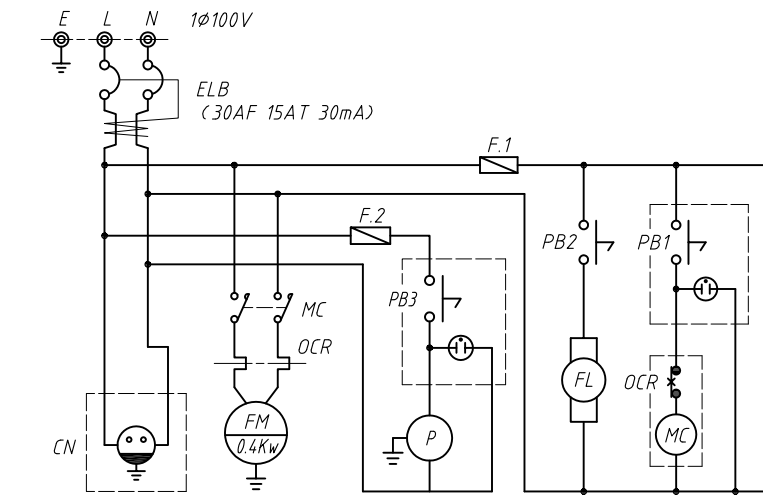 E L N 1Φ100V
ELB
(30AF 15AT 30mA)
F.1
F.2
PB2
PB1
PB3
MC
OCR
FL
OCR
FM
0.4Kw
P
MC
CN